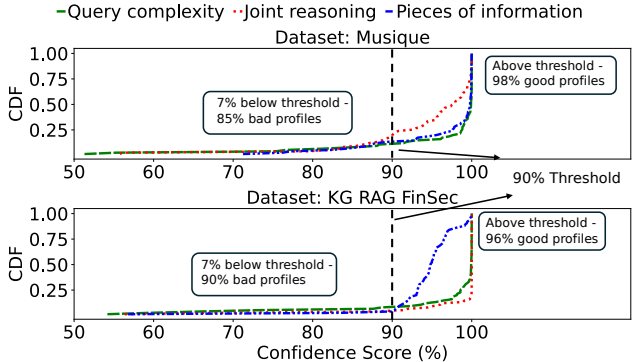 Query complexity Joint reasoning Pieces of information
Dataset: Musique
CDF
1.00
0.75
0.50
0.25
7% below threshold -
85% bad profiles
Above threshold -
98% good profiles
50 60 70 80 90 100
90% Threshold
Dataset: KG RAG FinSec
CDF
1.00
0.75
0.50
0.25
7% below threshold -
90% bad profiles
Above threshold -
96% good profiles
50 60 70 80 90 100
Confidence Score (%)